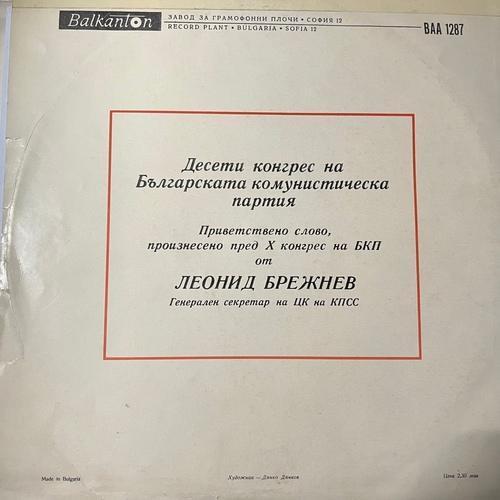 Balkanton
ЗАВОД ЗА ГРАМОФОННИ ПЛОЧИ • СОФИЯ 12
RECORD PLANT • BULGARIA • SOFIA 12
ВАА 1287
Десети конгрес на
Българската комунистическа
партия
Приветствено слово,
произнесено пред X конгрес на БКП
от
ЛЕОНИД БРЕЖНЕВ
Генерален секретар на ЦК на КПСС
Made in Bulgaria
Художник — Динко Динков
Цена 2,30 лева